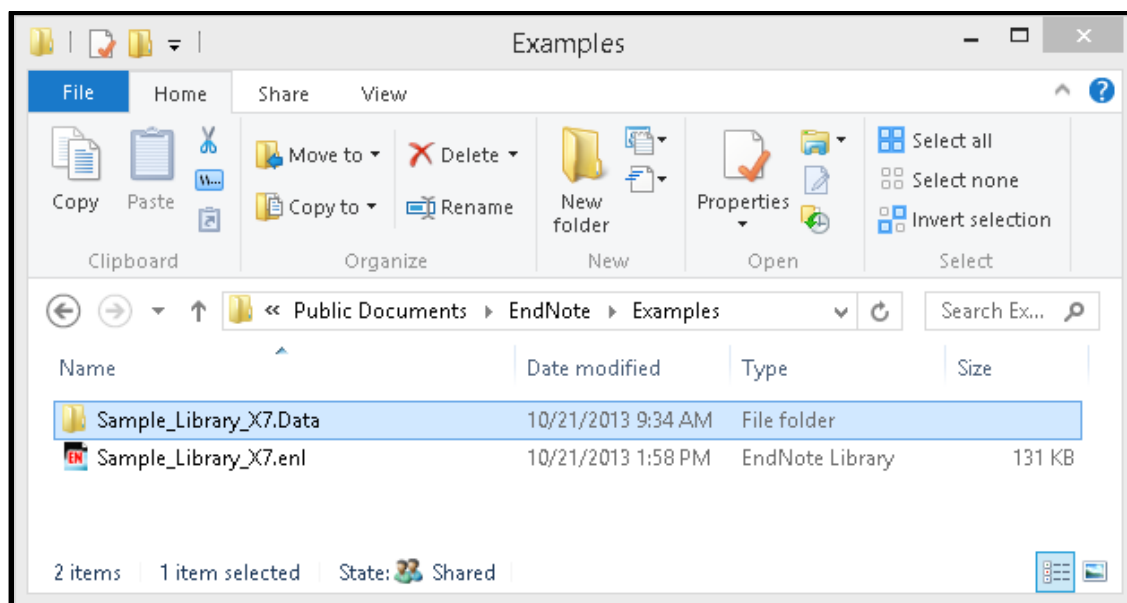 Examples
File Home Share View
Copy
Paste
Move to
Copy to
Delete
Rename
New folder
Properties
Select all
Select none
Invert selection
Clipboard Organize New Open Select
« Public Documents EndNote Examples
Search Ex...
Name Date modified Type Size
Sample_Library_X7.Data 10/21/2013 9:34 AM File folder
EN Sample_Library_X7.enl 10/21/2013 1:58 PM EndNote Library 131 KB
2 items 1 item selected State: Shared